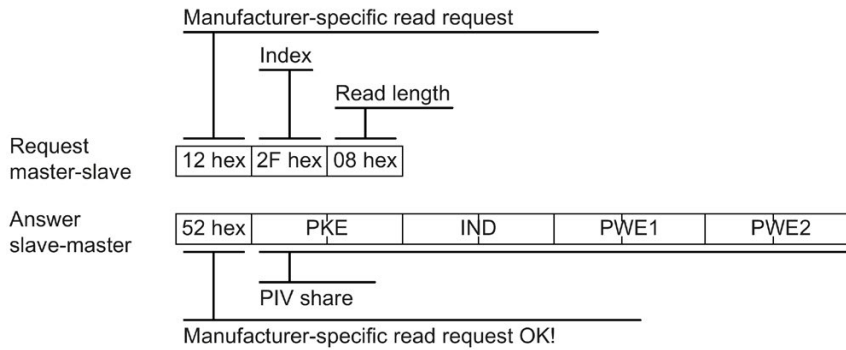 Manufacturer-specific read request
Index
Read length
Request
master-slave
12 hex 2F hex 08 hex
Answer
slave-master
52 hex PKE IND PWE1 PWE2
PIV share
Manufacturer-specific read request OK!